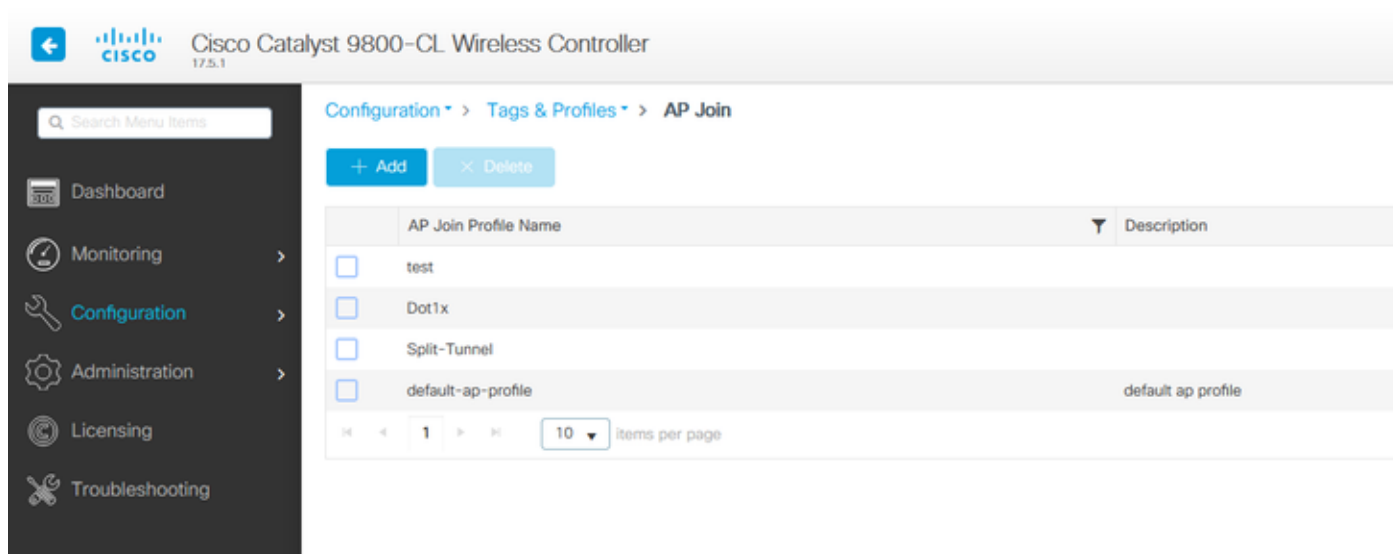 CISCO
Cisco Catalyst 9800-CL Wireless Controller
17.5.1
Search Menu Items
Dashboard
Monitoring
Configuration
Administration
Licensing
Troubleshooting
Configuration > Tags & Profiles > AP Join
+ Add × Delete
AP Join Profile Name Description
test
Dot1x
Split-Tunnel
default-ap-profile default ap profile
1 10 items per page